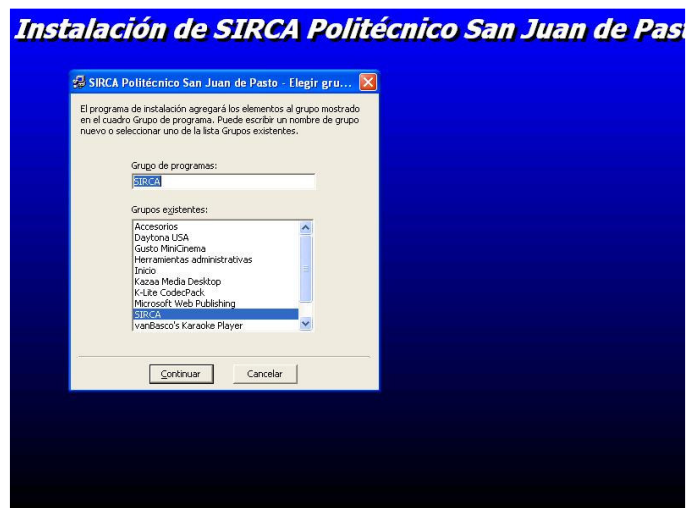 Instalación de SIRCA Politécnico San Juan de Past
SIRCA Politécnico San Juan de Pasto - Elegir gru...
El programa de instalación agregará los elementos al grupo mostrado
en el cuadro Grupo de programa. Puede escribir un nombre de grupo
nuevo o seleccionar uno de la lista Grupos existentes.
Grupo de programas:
SIRCA
Grupos existentes:
Accesorios
Daytona USA
Gusto MiniCinema
Herramientas administrativas
Inicio
Kazaa Media Desktop
K-Lite CodecPack
Microsoft Web Publishing
SIRCA
vanBasco's Karaoke Player
Continuar
Cancelar